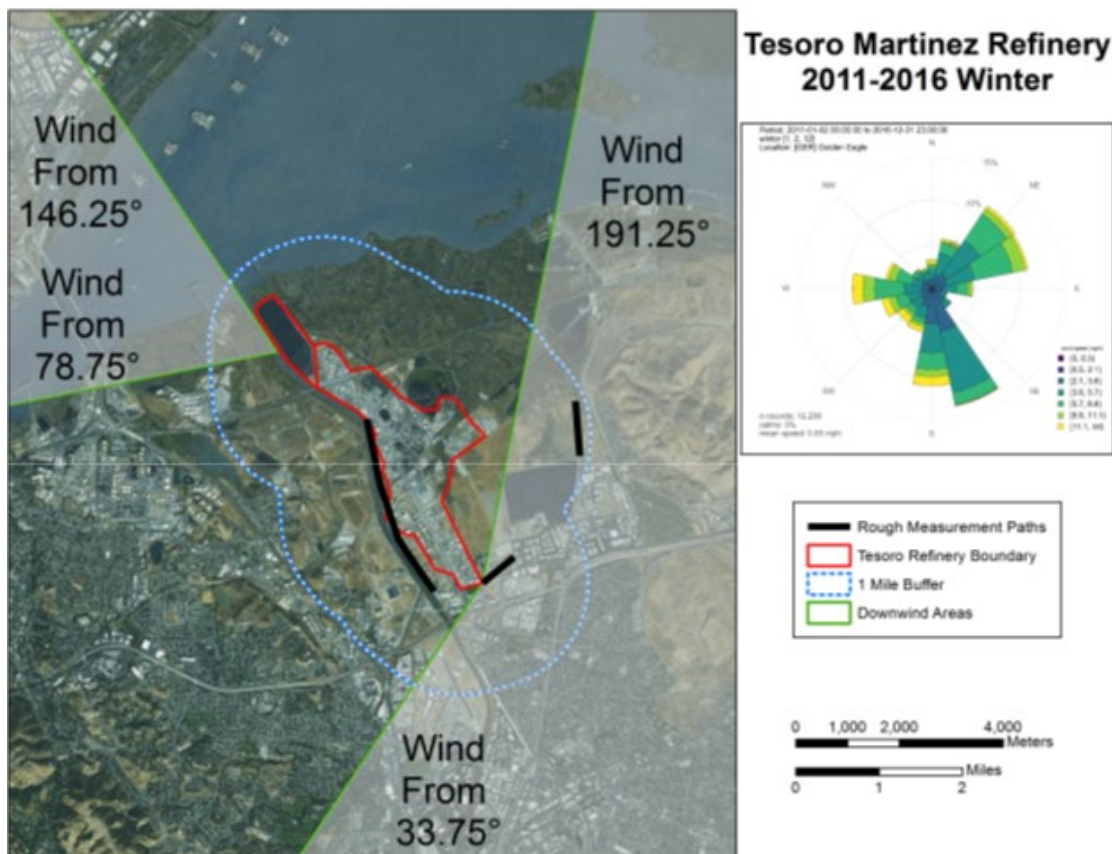 Tesoro Martinez Refinery
2011-2016 Winter
Wind
From
146.25°
Wind
From
78.75°
Wind
From
191.25°
Wind
From
33.75°
N
NE
E
S
W
NW
15%
10%
Rough Measurement Paths
Tesoro Refinery Boundary
1 Mile Buffer
Downwind Areas
0 1,000 2,000 4,000
Meters
Miles
0 1 2